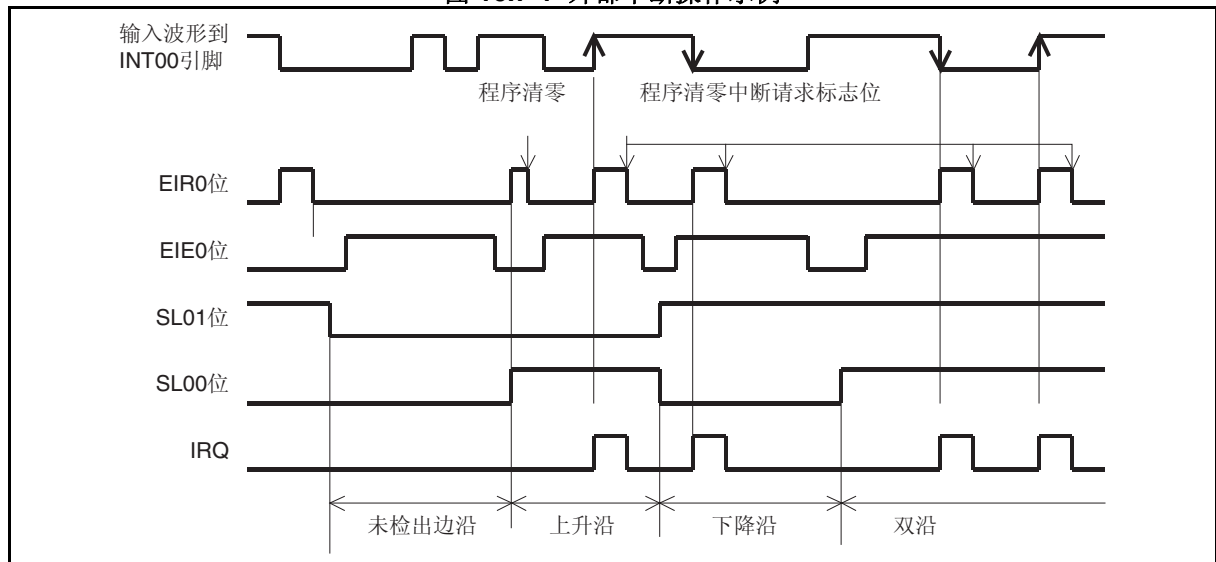 输入波形到
INT00引脚
程序清零
程序清零中断请求标志位
EIR0位
EIE0位
SL01位
SL00位
IRQ
未检出边沿
上升沿
下降沿
双沿